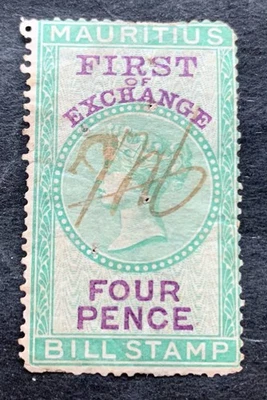 MAURITIUS
FIRST
OF
EXCHANGE
FOUR
PENCE
BILL STAMP